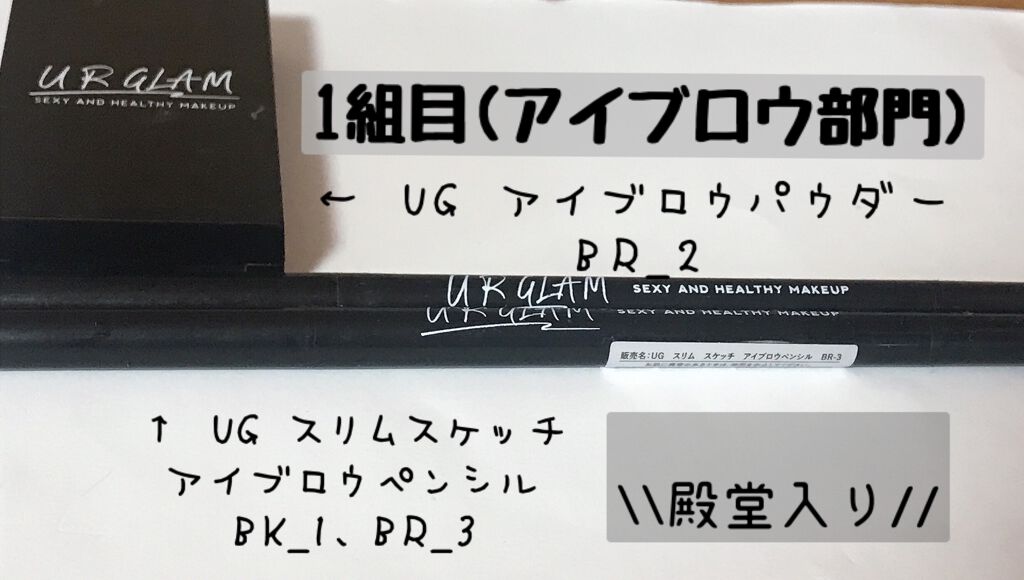 UR GLAM
SEXY AND HEALTHY MAKEUP
1組目(アイブロウ部門)
← UG アイブロウパウダー
BR_2
UR GLAM SEXY AND HEALTHY MAKEUP
UR GLAM SEXY AND HEALTHY MAKEUP
販売名:UG スリム スケッチ アイブロウペンシル BR-3
↑ UG スリムスケッチ
アイブロウペンシル
BK_1、BR_3
\\殿堂入り//